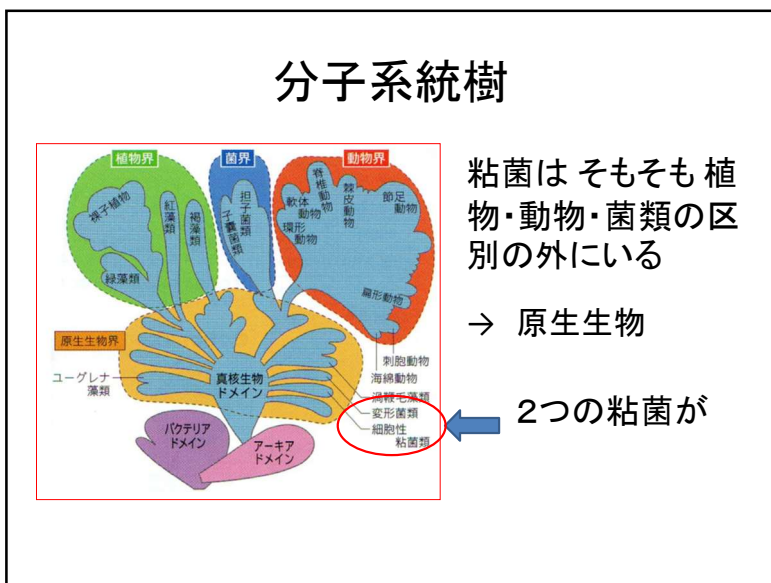 分子系統樹
植物界
菌界
動物界
裸子植物
紅藻類
褐藻類
緑藻類
担子菌類
子嚢菌類
脊椎動物
棘皮動物
軟体
動物
環形
動物
節足
動物
扁形動物
刺胞動物
海綿動物
原生生物界
ユーグレナ
藻類
真核生物
ドメイン
渦鞭毛藻類
変形菌類
細胞性
粘菌類
バクテリア
ドメイン
アーキア
ドメイン
粘菌は そもそも 植
物・動物・菌類の区
別の外にいる
→ 原生生物
2つの粘菌が